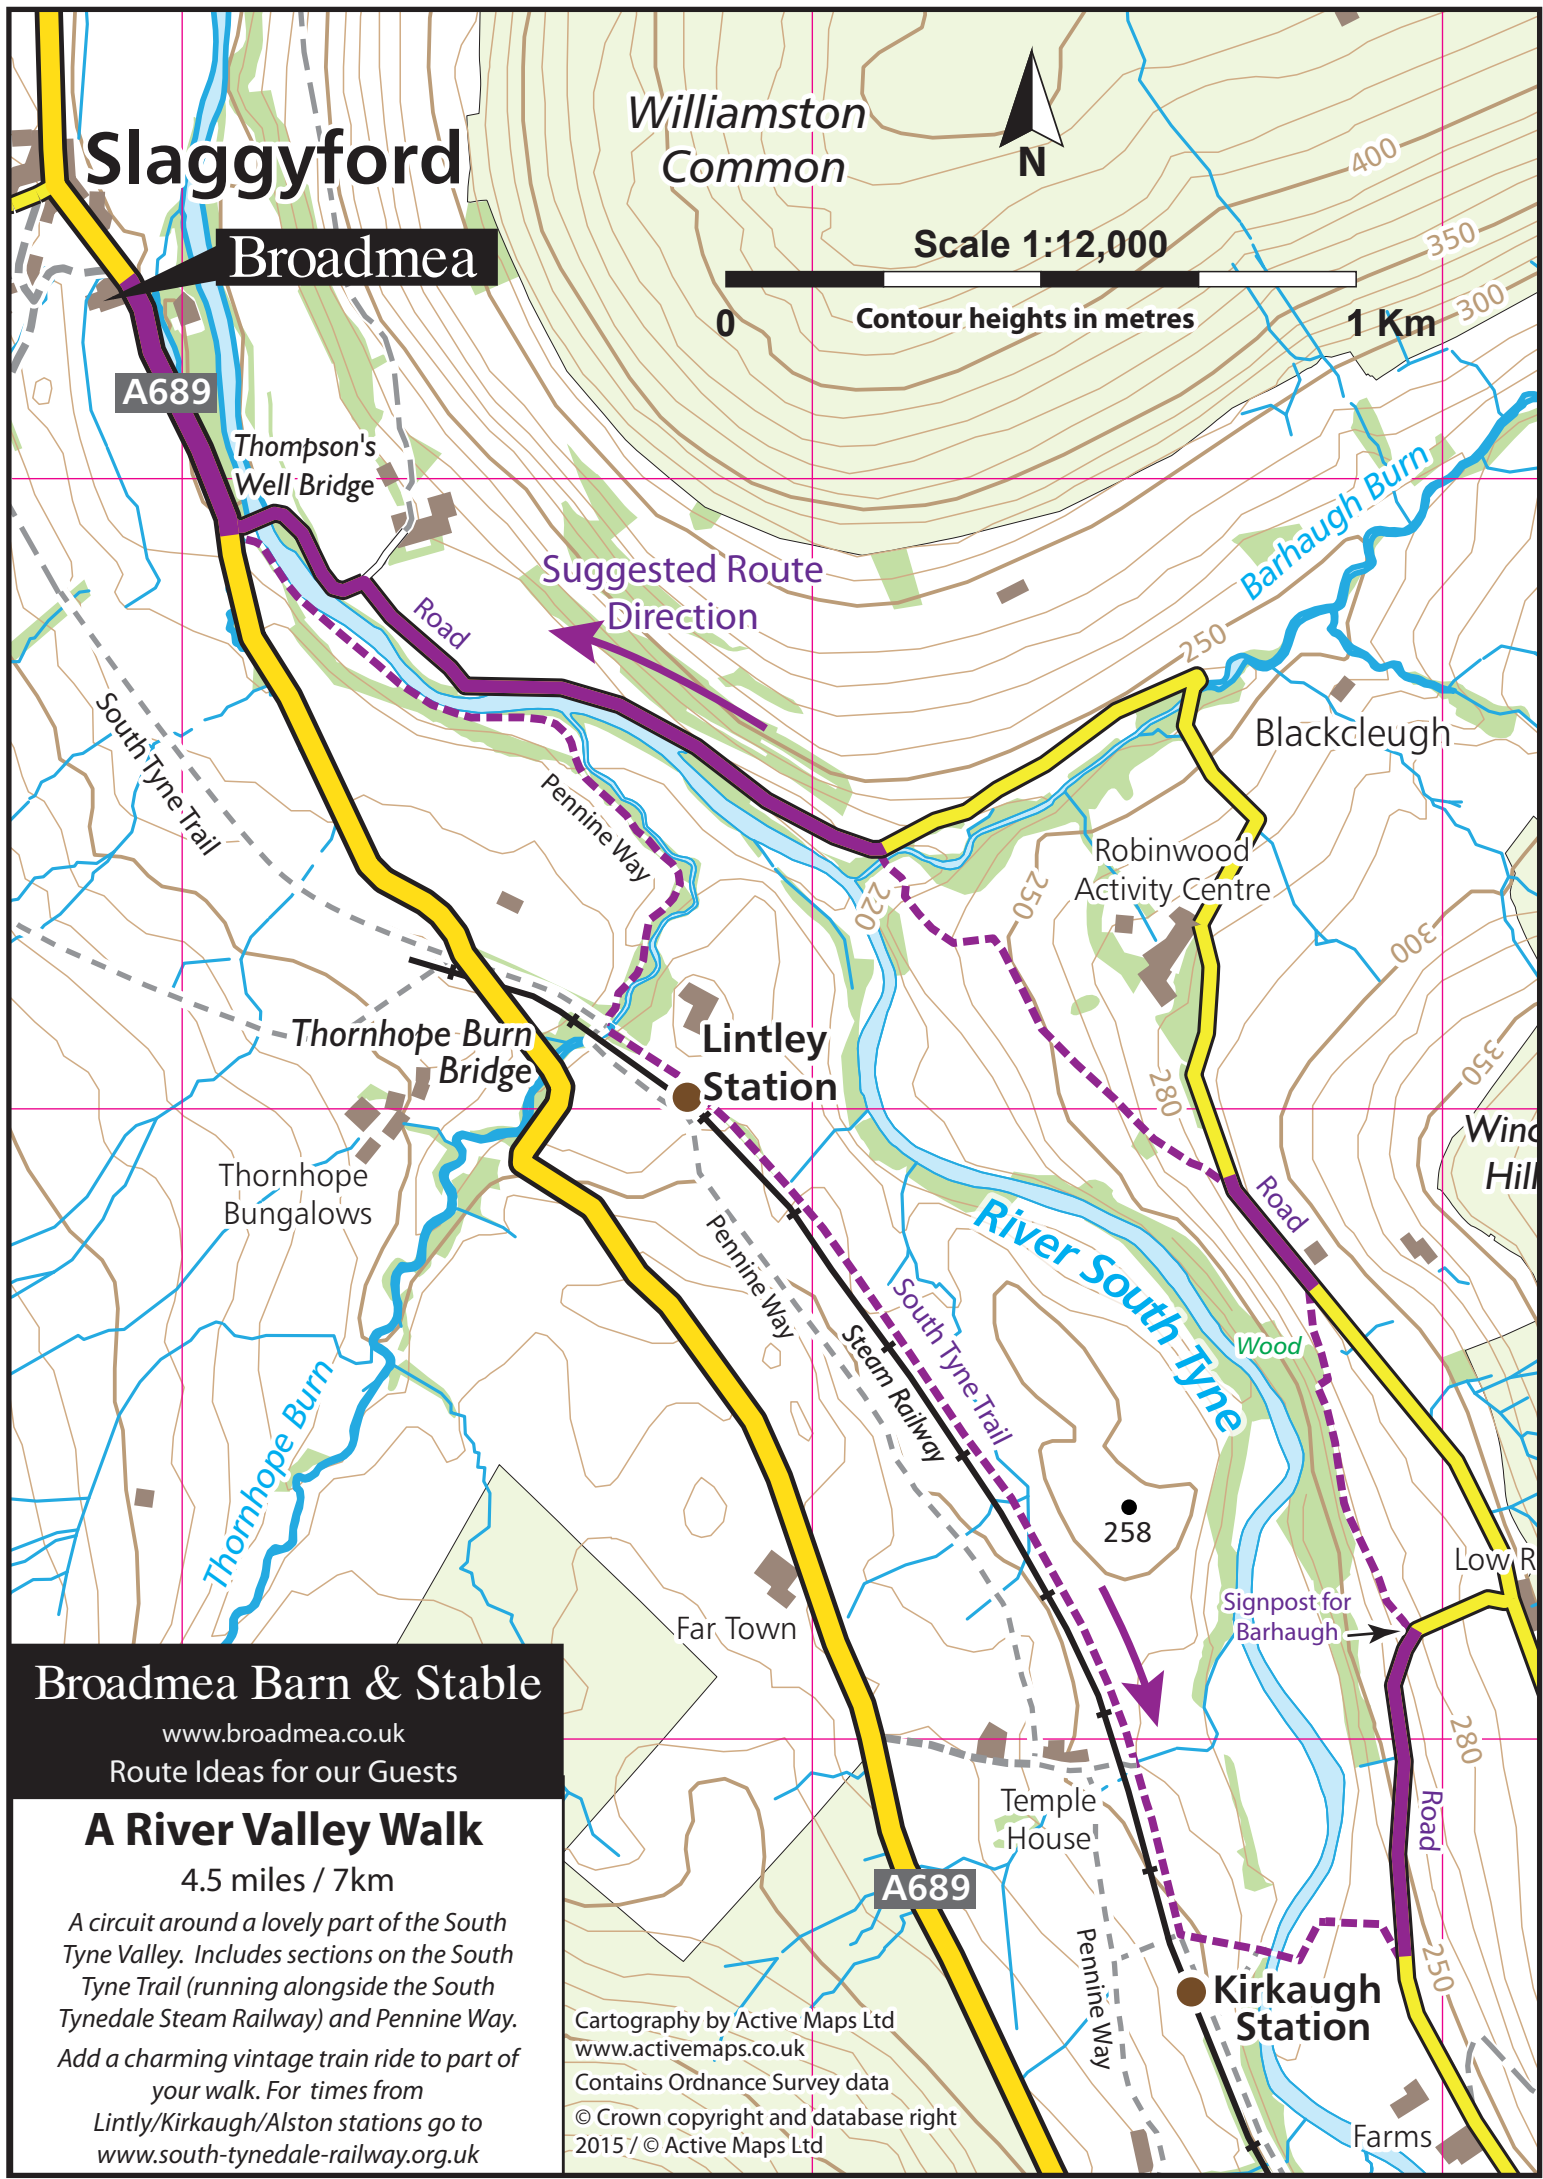 Williamston
Common
N
400
Slaggyford
Broadmea
Scale 1:12,000
350
300
0
Contour heights in metres
1 Km
A689
Thompson's
Well Bridge
Barhaugh Burn
Suggested Route
Direction
Road
250
South Tyne Trail
Blackcleugh
Pennine Way
Robinwood
Activity Centre
220
250
300
Thornhope Burn
Bridge
Lintley
Station
350
280
Thornhope
Bungalows
Road
Hill
Pennine Way
River South Tyne
South Tyne Trail
Steam Railway
Wood
Thornhope Burn
258
Low R
Far Town
Signpost for
Barhaugh
280
Temple
House
Road
A689
Pennine Way
250
Kirkaugh
Station
Farms
Broadmea Barn & Stable
www.broadmea.co.uk
Route Ideas for our Guests
A River Valley Walk
4.5 miles / 7km
A circuit around a lovely part of the South
Tyne Valley. Includes sections on the South
Tyne Trail (running alongside the South
Tynedale Steam Railway) and Pennine Way.
Add a charming vintage train ride to part of
your walk. For times from
Lintly/Kirkaugh/Alston stations go to
www.south-tynedale-railway.org.uk
Cartography by Active Maps Ltd
www.activemaps.co.uk
Contains Ordnance Survey data
© Crown copyright and database right
2015 / © Active Maps Ltd